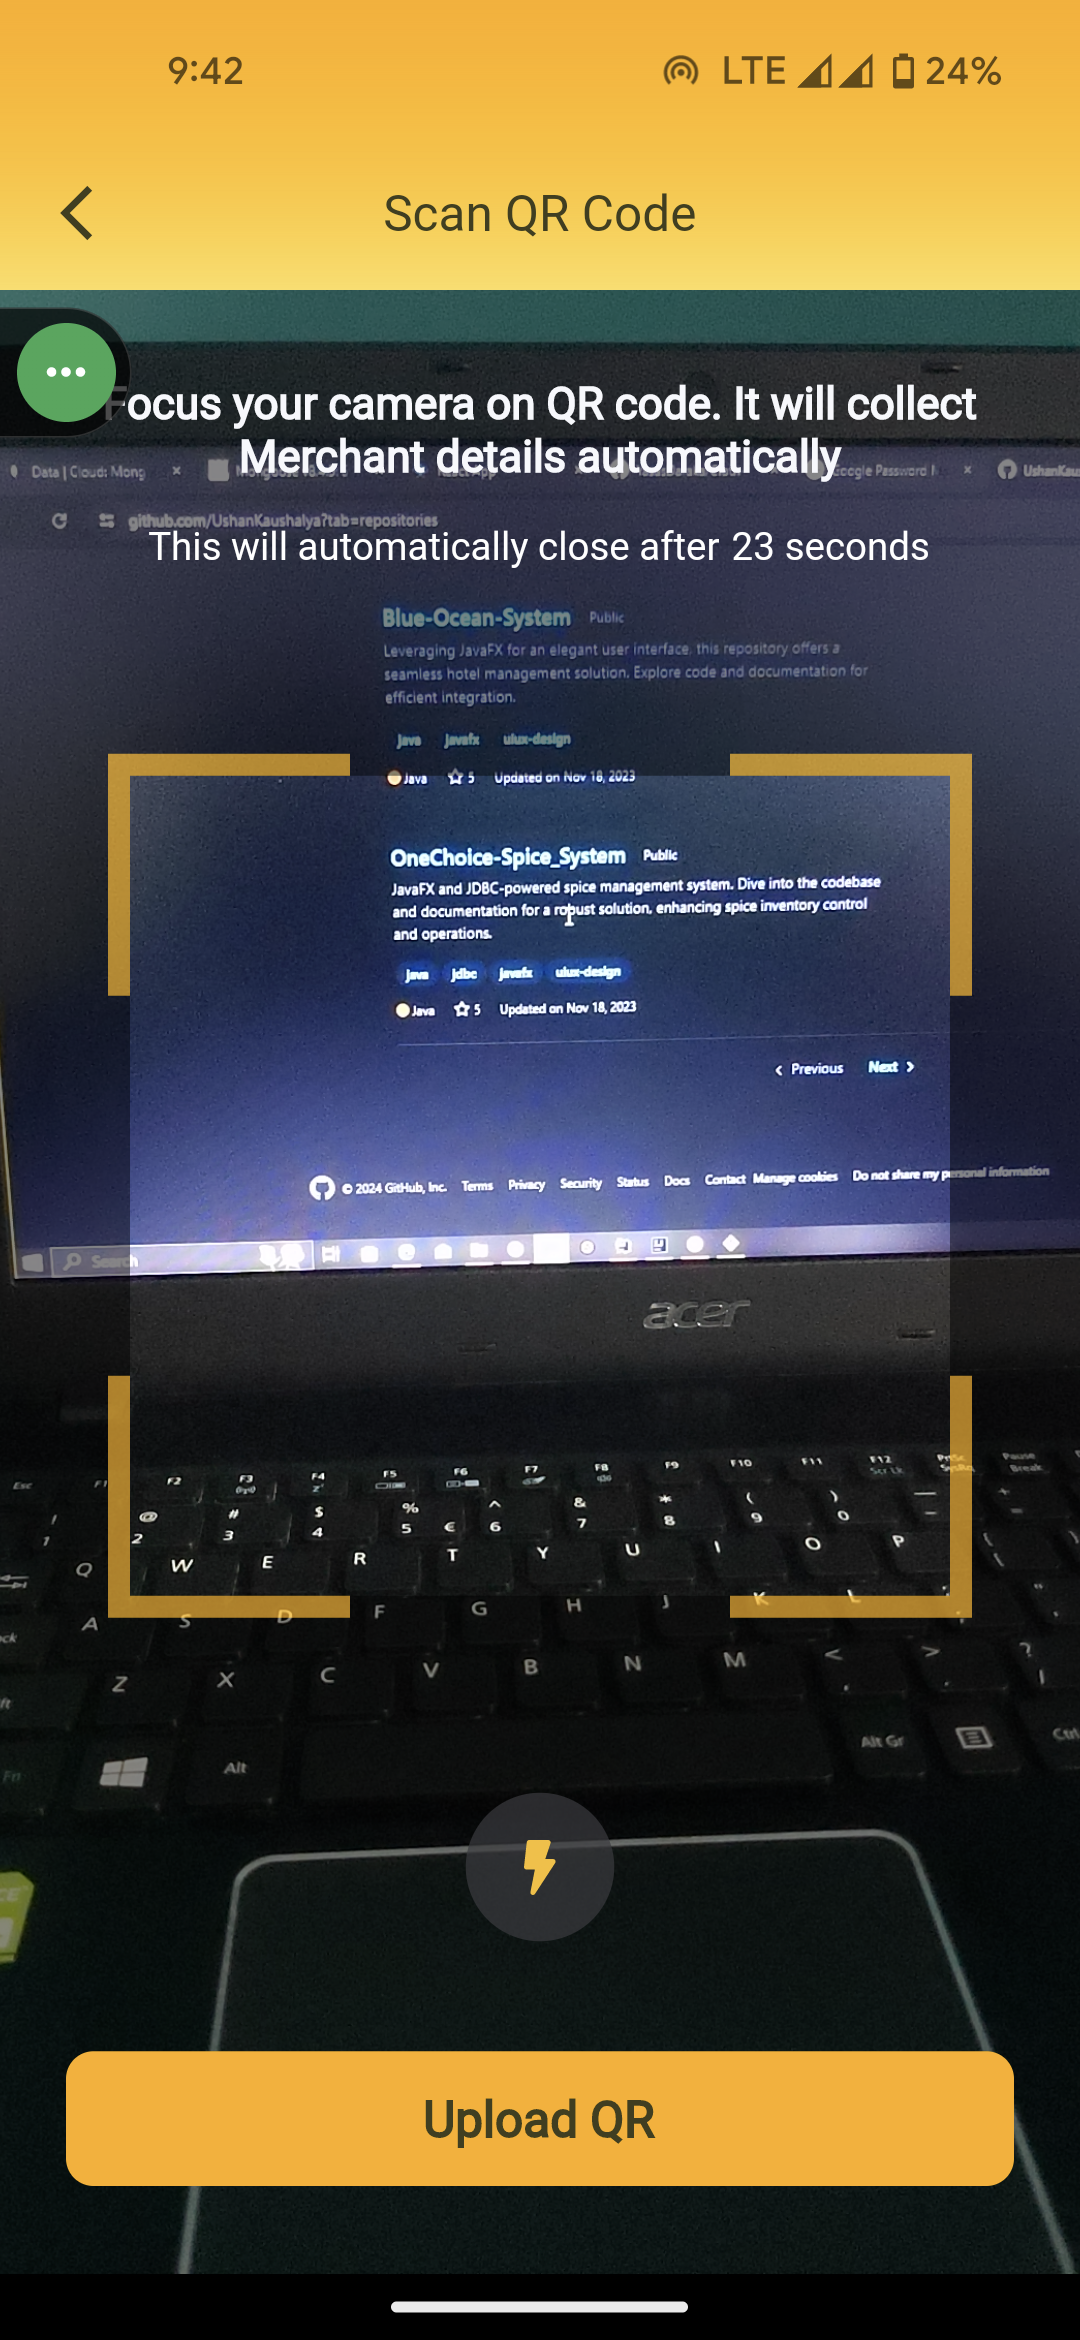 9:42
LTE 24%
Scan QR Code
Focus your camera on QR code. It will collect
Merchant details automatically
Data | Cloud: Mong
Google Password
UshanKaus
github.com/UshanKaushalya?tab=repositories
This will automatically close after 23 seconds
Blue-Ocean-System Public
Leveraging JavaFX for an elegant user interface, this repository offers a
seamless hotel management solution. Explore code and documentation for
efficient integration.
java javafx uiux-design
Java 5 Updated on Nov 18, 2023
OneChoice-Spice_System Public
JavaFX and JDBC-powered spice management system. Dive into the codebase
and documentation for a robust solution, enhancing spice inventory control
and operations.
java jdbc javafx uiux-design
Java 5 Updated on Nov 18, 2023
Previous Next
© 2024 GitHub, Inc. Terms Privacy Security Status Docs Contact Manage cookies Do not share my personal information
Search
acer
Esc F1 F2 F3 F4 F5 F6 F7 F8 F9 F10 F11 F12 PrtSc Pause
Scr Lk SysRq Break
! @ # $ % ^ & * ( )
1 2 3 4 5 € 6 7 8 9 0
Q W E R T Y U I O P
A S D F G H J K L
Z X C V B N M < > ?
Fn Alt Alt Gr Ctrl
Upload QR